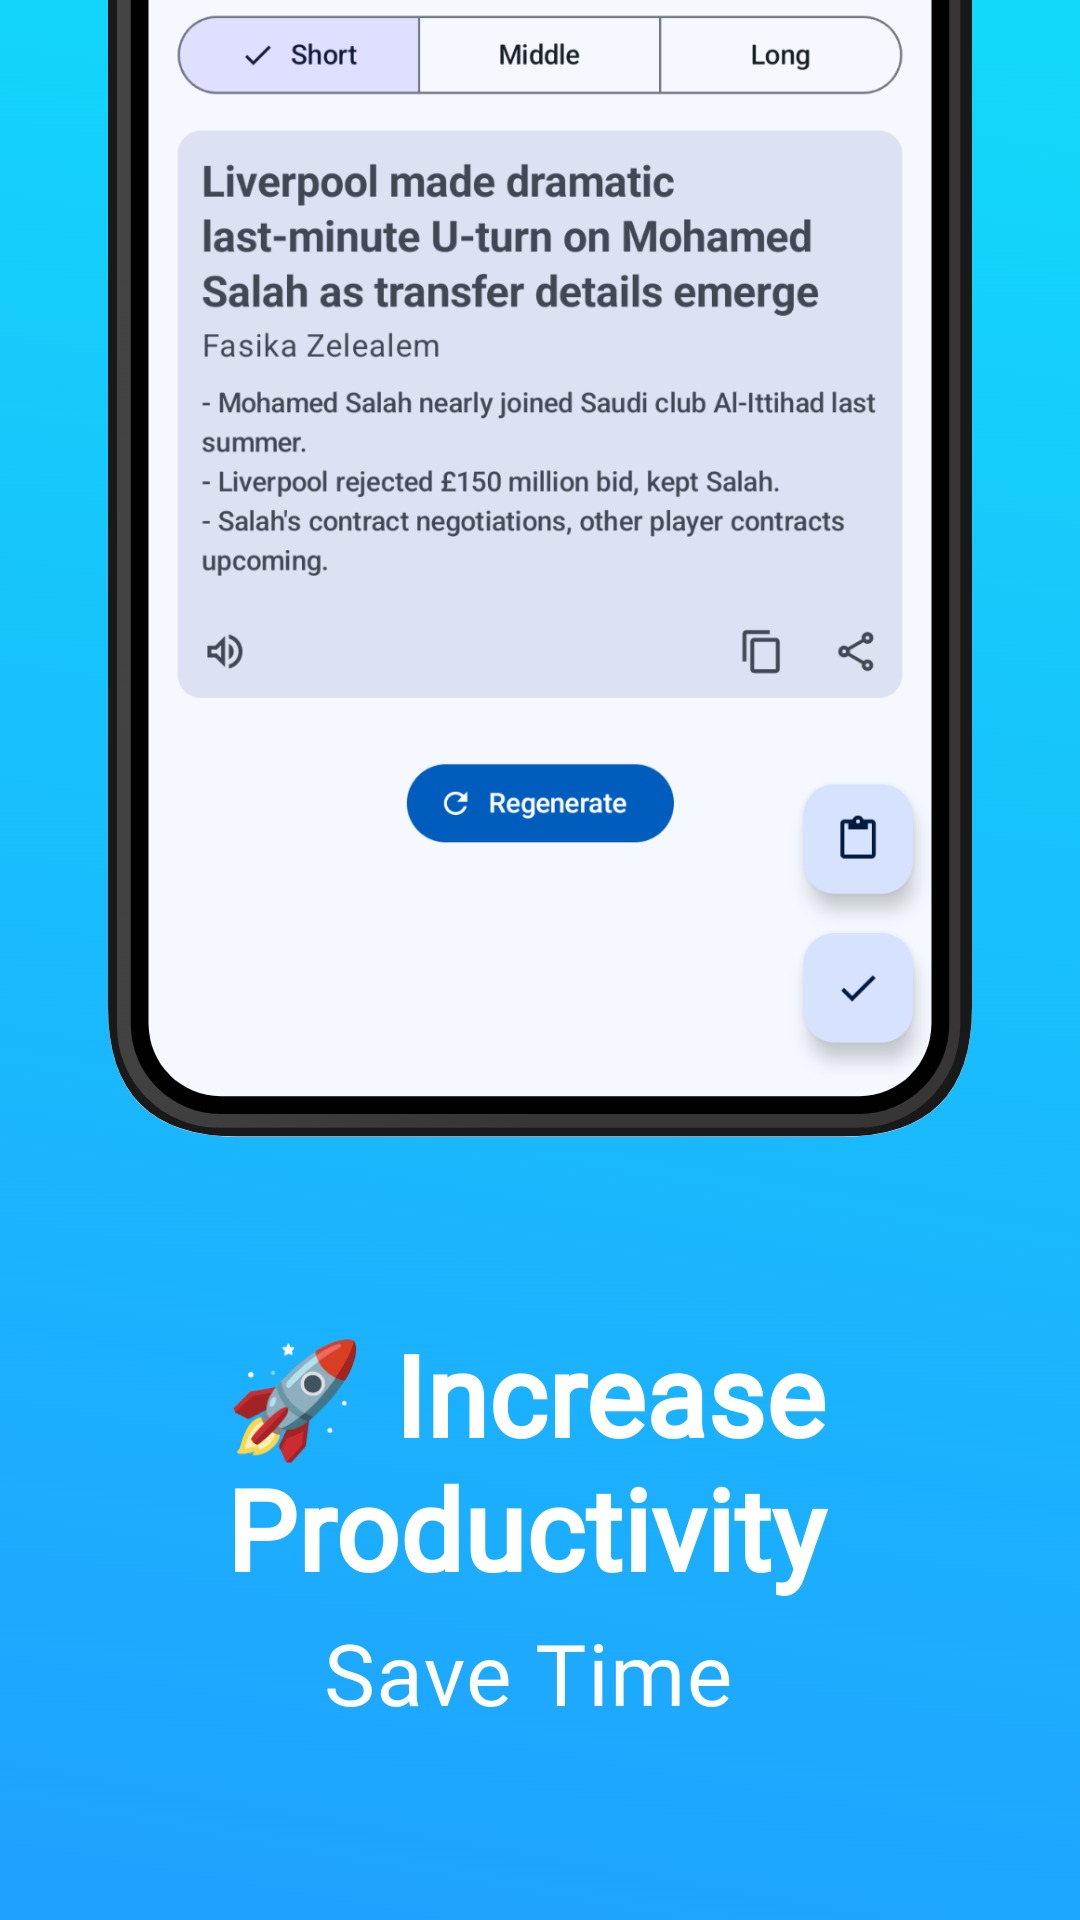 Short Middle Long
Liverpool made dramatic
last-minute U-turn on Mohamed
Salah as transfer details emerge
Fasika Zelealem
- Mohamed Salah nearly joined Saudi club Al-Ittihad last
summer.
- Liverpool rejected £150 million bid, kept Salah.
- Salah's contract negotiations, other player contracts
upcoming.
Regenerate
🚀 Increase
Productivity
Save Time